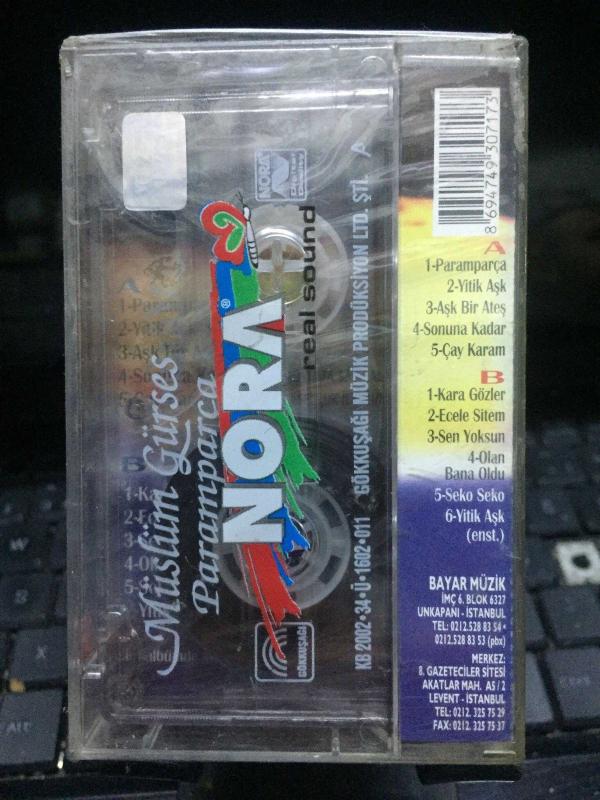 8 694749 307173
A
1-Paramparça
2-Yitik Aşk
3-Aşk Bir Ateş
4-Sonuna Kadar
5-Çay Karam
B
1-Kara Gözler
2-Ecele Sitem
3-Sen Yoksun
4-Olan
Bana Oldu
5-Seko Seko
6-Yitik Aşk
(enst.)
BAYAR MÜZİK
İMÇ 6. BLOK 6327
UNKAPANI - İSTANBUL
TEL: 0212.528 83 54 •
0212.528 83 53 (pbx)
MERKEZ:
8. GAZETECİLER SİTESİ
AKATLAR MAH. A5 / 2
LEVENT - İSTANBUL
TEL: 0212. 325 75 29
FAX: 0212. 325 75 37
Müslüm Gürses
Paramparça
NORA ®
real sound
NORA
GÖKKUŞAĞI
KB 2002•34•Ü•1602•011 GÖKKUŞAĞI MÜZİK PRODÜKSİYON LTD. ŞTİ. A
A
B
Alt